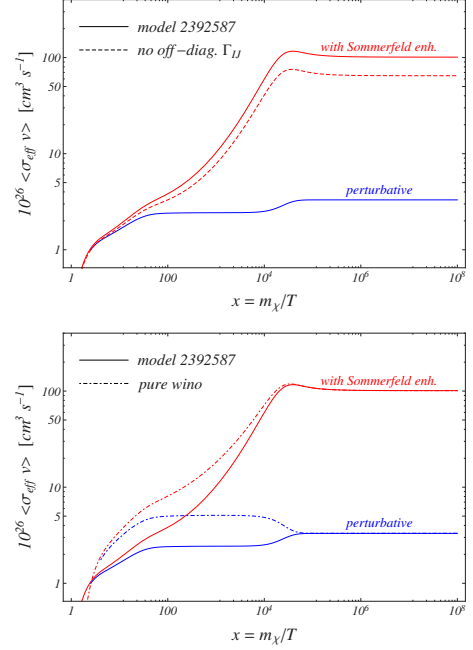 model 2392587
no off-diag. Γ_IJ
with Sommerfeld enh.
perturbative
10^26 <σ_eff v> [cm^3 s^-1]
100
50
10
5
1
1 100 10^4 10^6 10^8
x = m_χ/T
model 2392587
pure wino
with Sommerfeld enh.
perturbative
10^26 <σ_eff v> [cm^3 s^-1]
100
50
10
5
1
1 100 10^4 10^6 10^8
x = m_χ/T